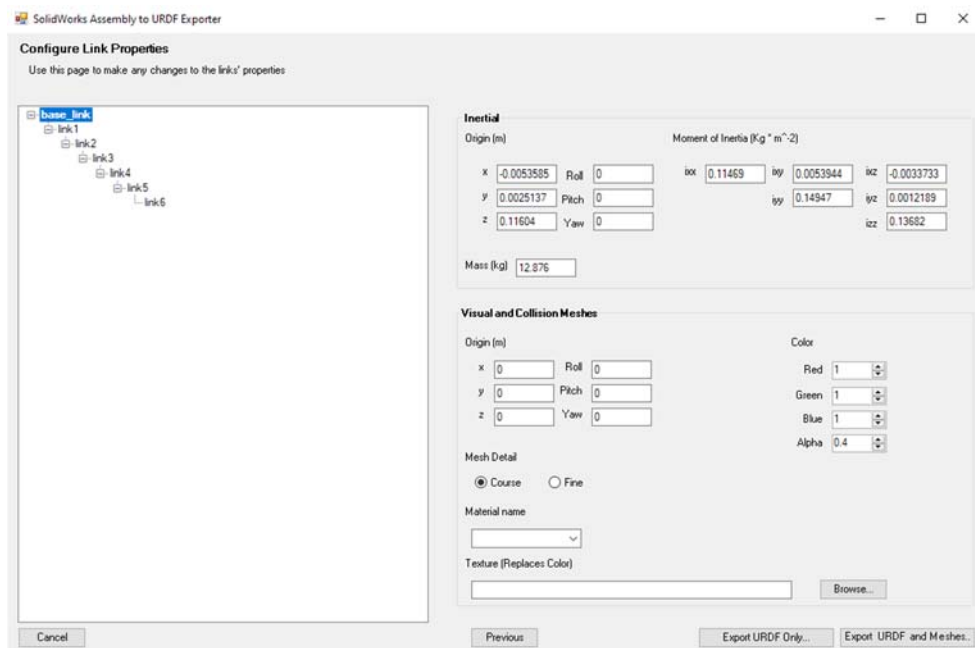 SolidWorks Assembly to URDF Exporter
Configure Link Properties
Use this page to make any changes to the links' properties
base_link
link1
link2
link3
link4
link5
link6
Inertial
Origin (m)
Moment of Inertia (Kg * m^-2)
x -0.0053585 Roll 0
ixx 0.11469 ixy 0.0053944 ixz -0.0033733
y 0.0025137 Pitch 0
iyy 0.14947 iyz 0.0012189
z 0.11604 Yaw 0
izz 0.13682
Mass (kg) 12.876
Visual and Collision Meshes
Origin (m)
Color
x 0 Roll 0
Red 1
y 0 Pitch 0
Green 1
z 0 Yaw 0
Blue 1
Alpha 0.4
Mesh Detail
Course Fine
Material name
Texture (Replaces Color)
Browse...
Cancel
Previous
Export URDF Only...
Export URDF and Meshes..